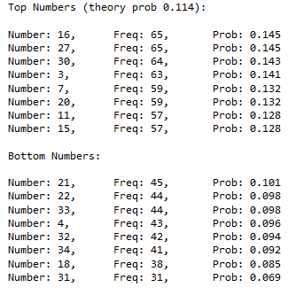 Top Numbers (theory prob 0.114):
Number: 16, Freq: 65, Prob: 0.145
Number: 27, Freq: 65, Prob: 0.145
Number: 30, Freq: 64, Prob: 0.143
Number: 3, Freq: 63, Prob: 0.141
Number: 7, Freq: 59, Prob: 0.132
Number: 20, Freq: 59, Prob: 0.132
Number: 11, Freq: 57, Prob: 0.128
Number: 15, Freq: 57, Prob: 0.128
Bottom Numbers:
Number: 21, Freq: 45, Prob: 0.101
Number: 22, Freq: 44, Prob: 0.098
Number: 33, Freq: 44, Prob: 0.098
Number: 4, Freq: 43, Prob: 0.096
Number: 32, Freq: 42, Prob: 0.094
Number: 34, Freq: 41, Prob: 0.092
Number: 18, Freq: 38, Prob: 0.085
Number: 31, Freq: 31, Prob: 0.069